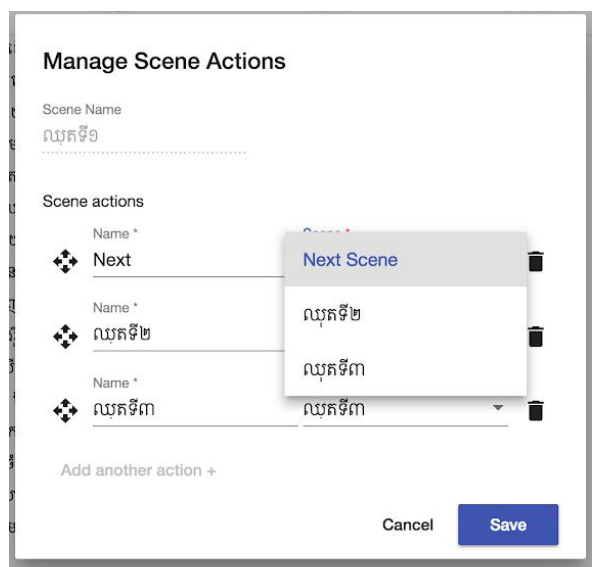 Manage Scene Actions
Scene Name
ឈុតទី១
Scene actions
Name *
Next
Next Scene
ឈុតទី២
ឈុតទី៣
Name *
ឈុតទី២
Name *
ឈុតទី៣
ឈុតទី៣
Add another action +
Cancel
Save